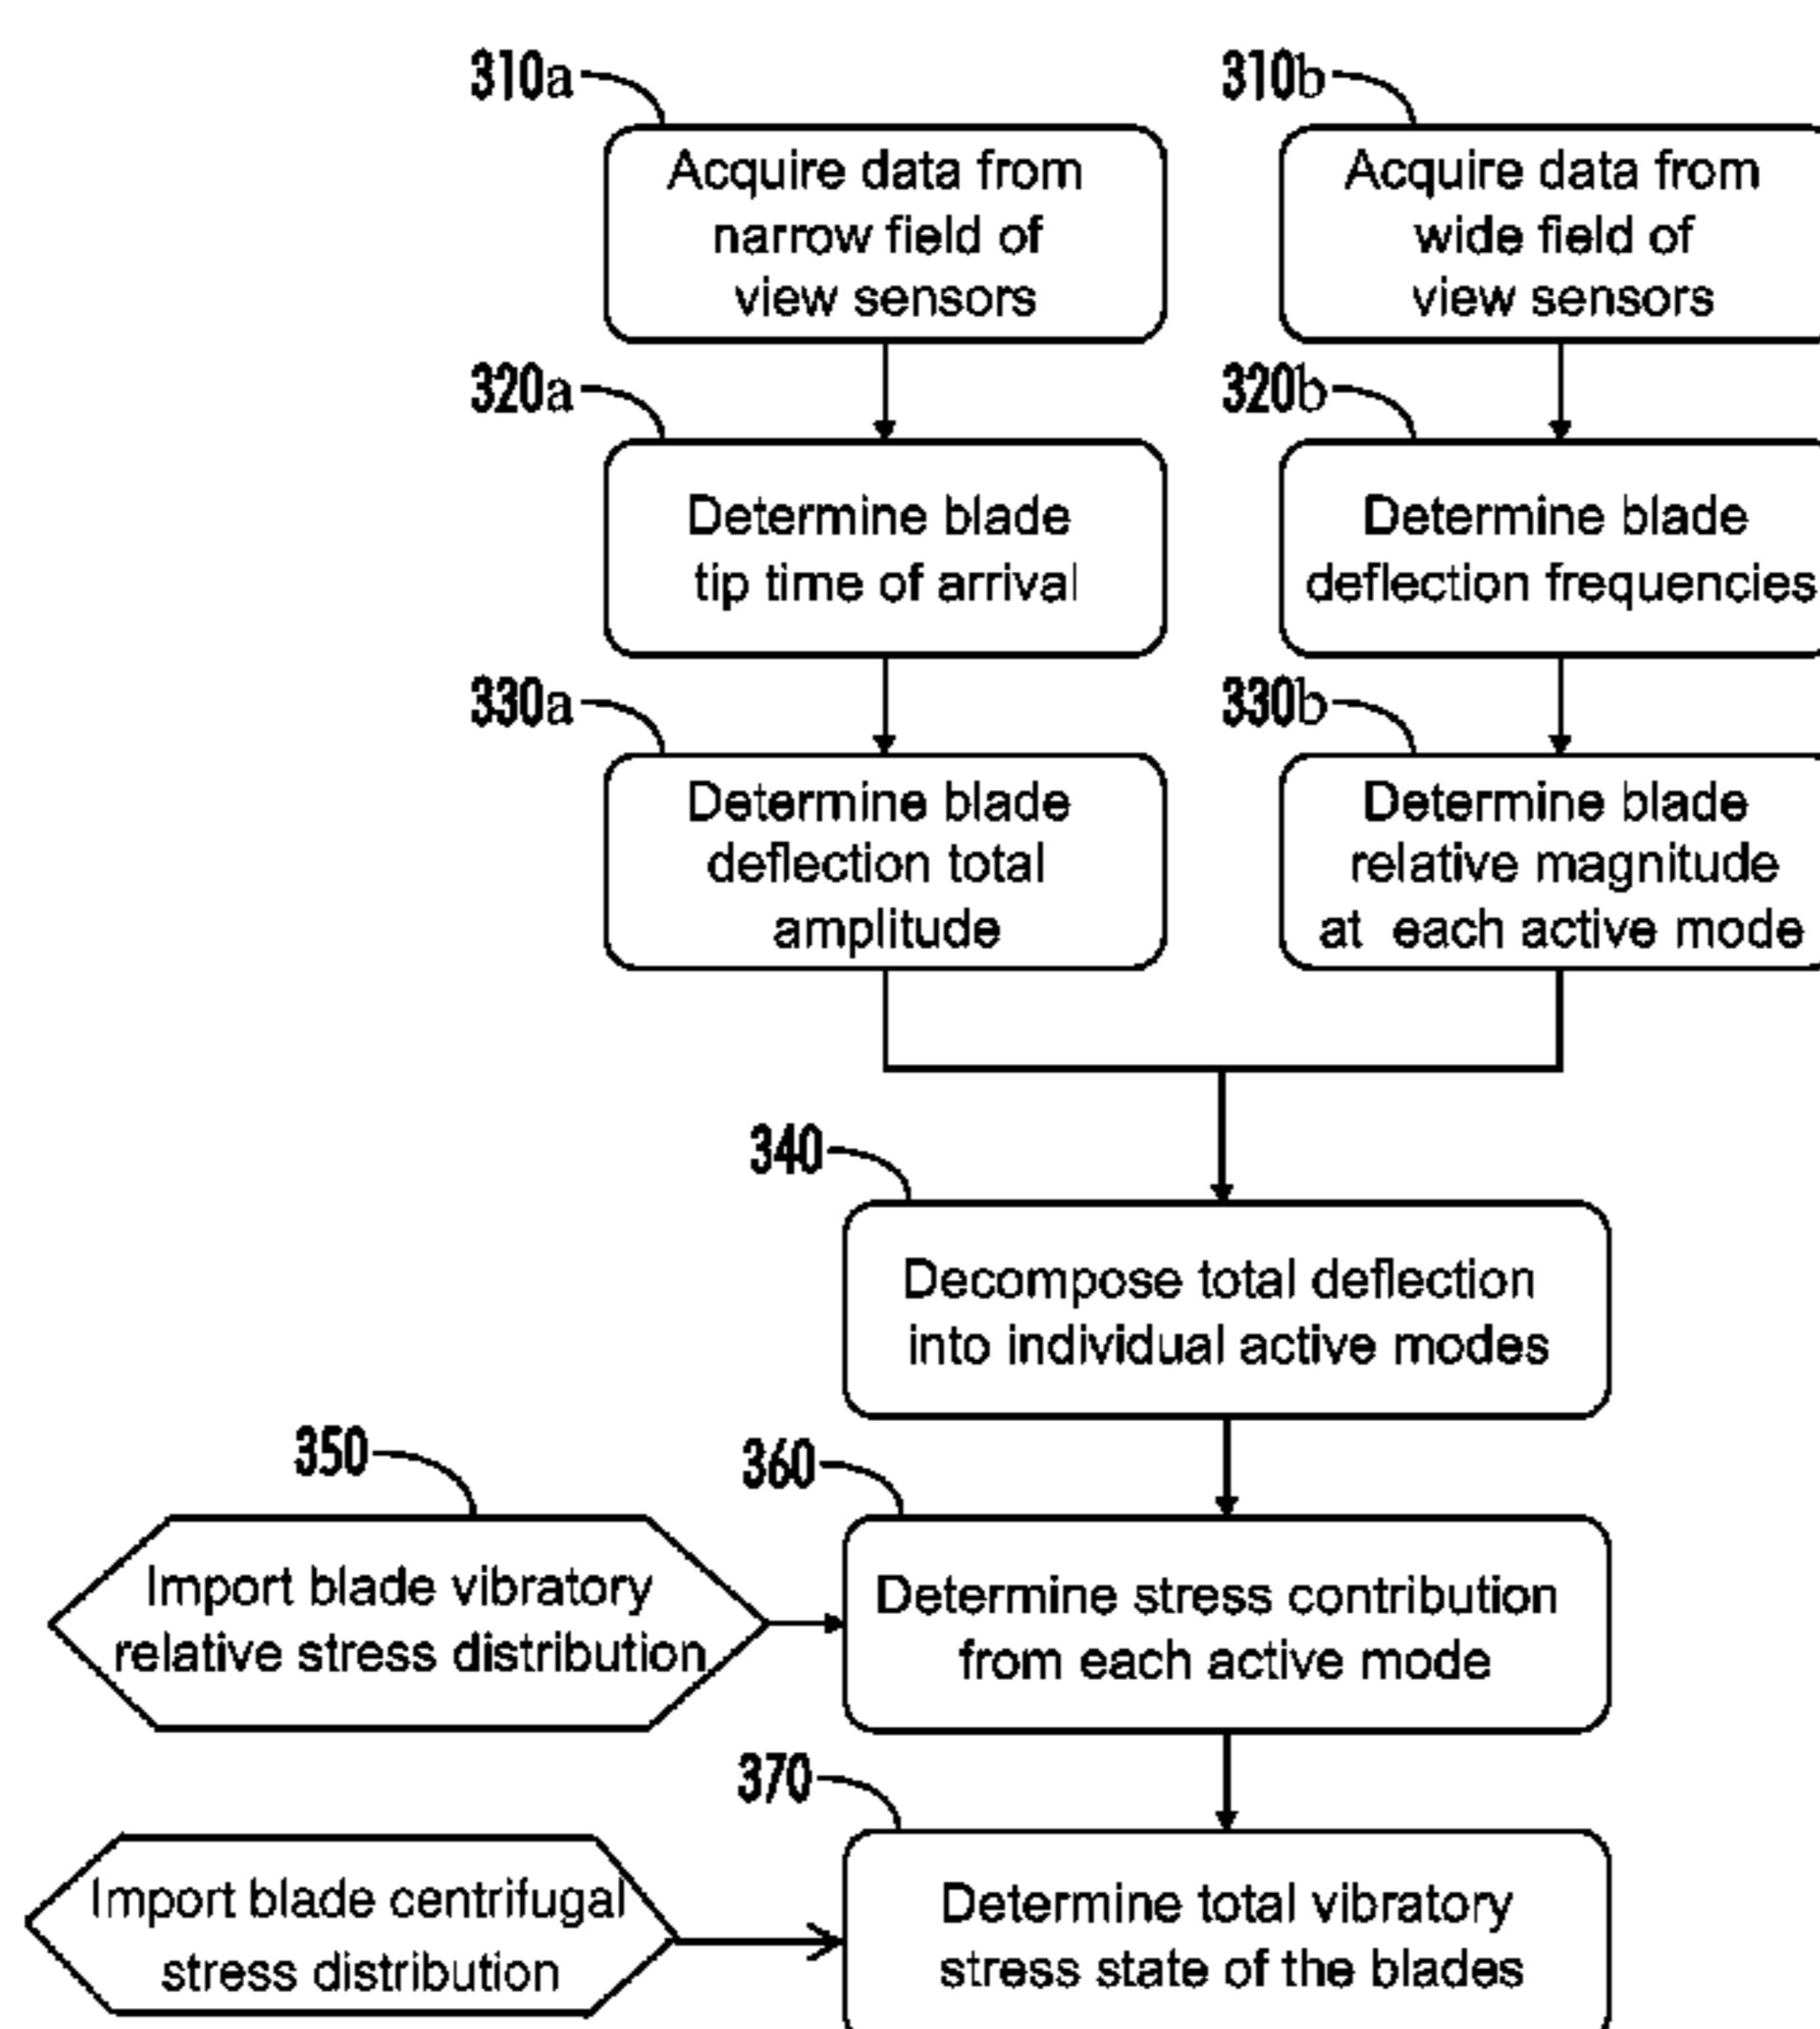 310a
Acquire data from
narrow field of
view sensors
310b
Acquire data from
wide field of
view sensors
320a
Determine blade
tip time of arrival
320b
Determine blade
deflection frequencies
330a
Determine blade
deflection total
amplitude
330b
Determine blade
relative magnitude
at each active mode
340
Decompose total deflection
into individual active modes
350
Import blade vibratory
relative stress distribution
360
Determine stress contribution
from each active mode
370
Import blade centrifugal
stress distribution
Determine total vibratory
stress state of the blades